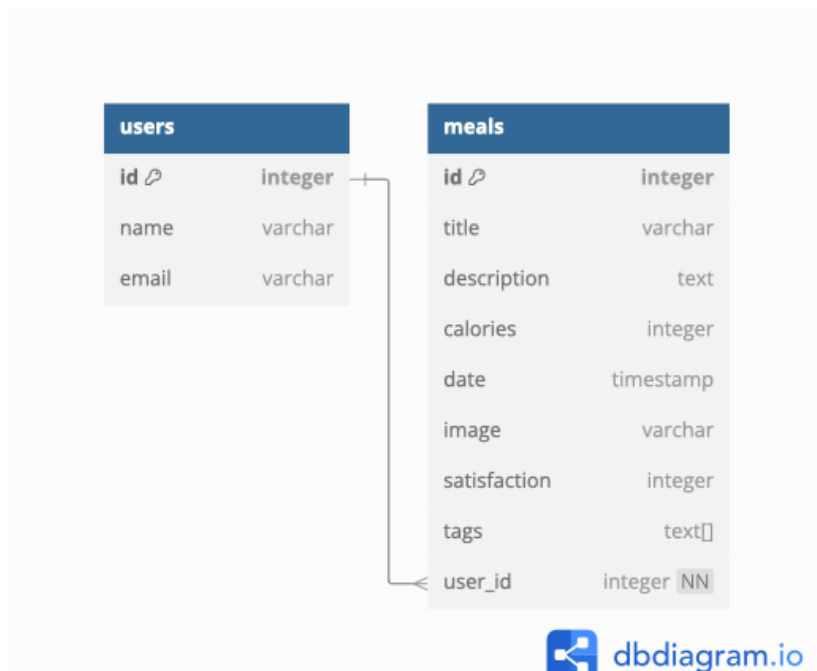 users
id integer
name varchar
email varchar
meals
id integer
title varchar
description text
calories integer
date timestamp
image varchar
satisfaction integer
tags text[]
user_id integer NN
dbdiagram.io